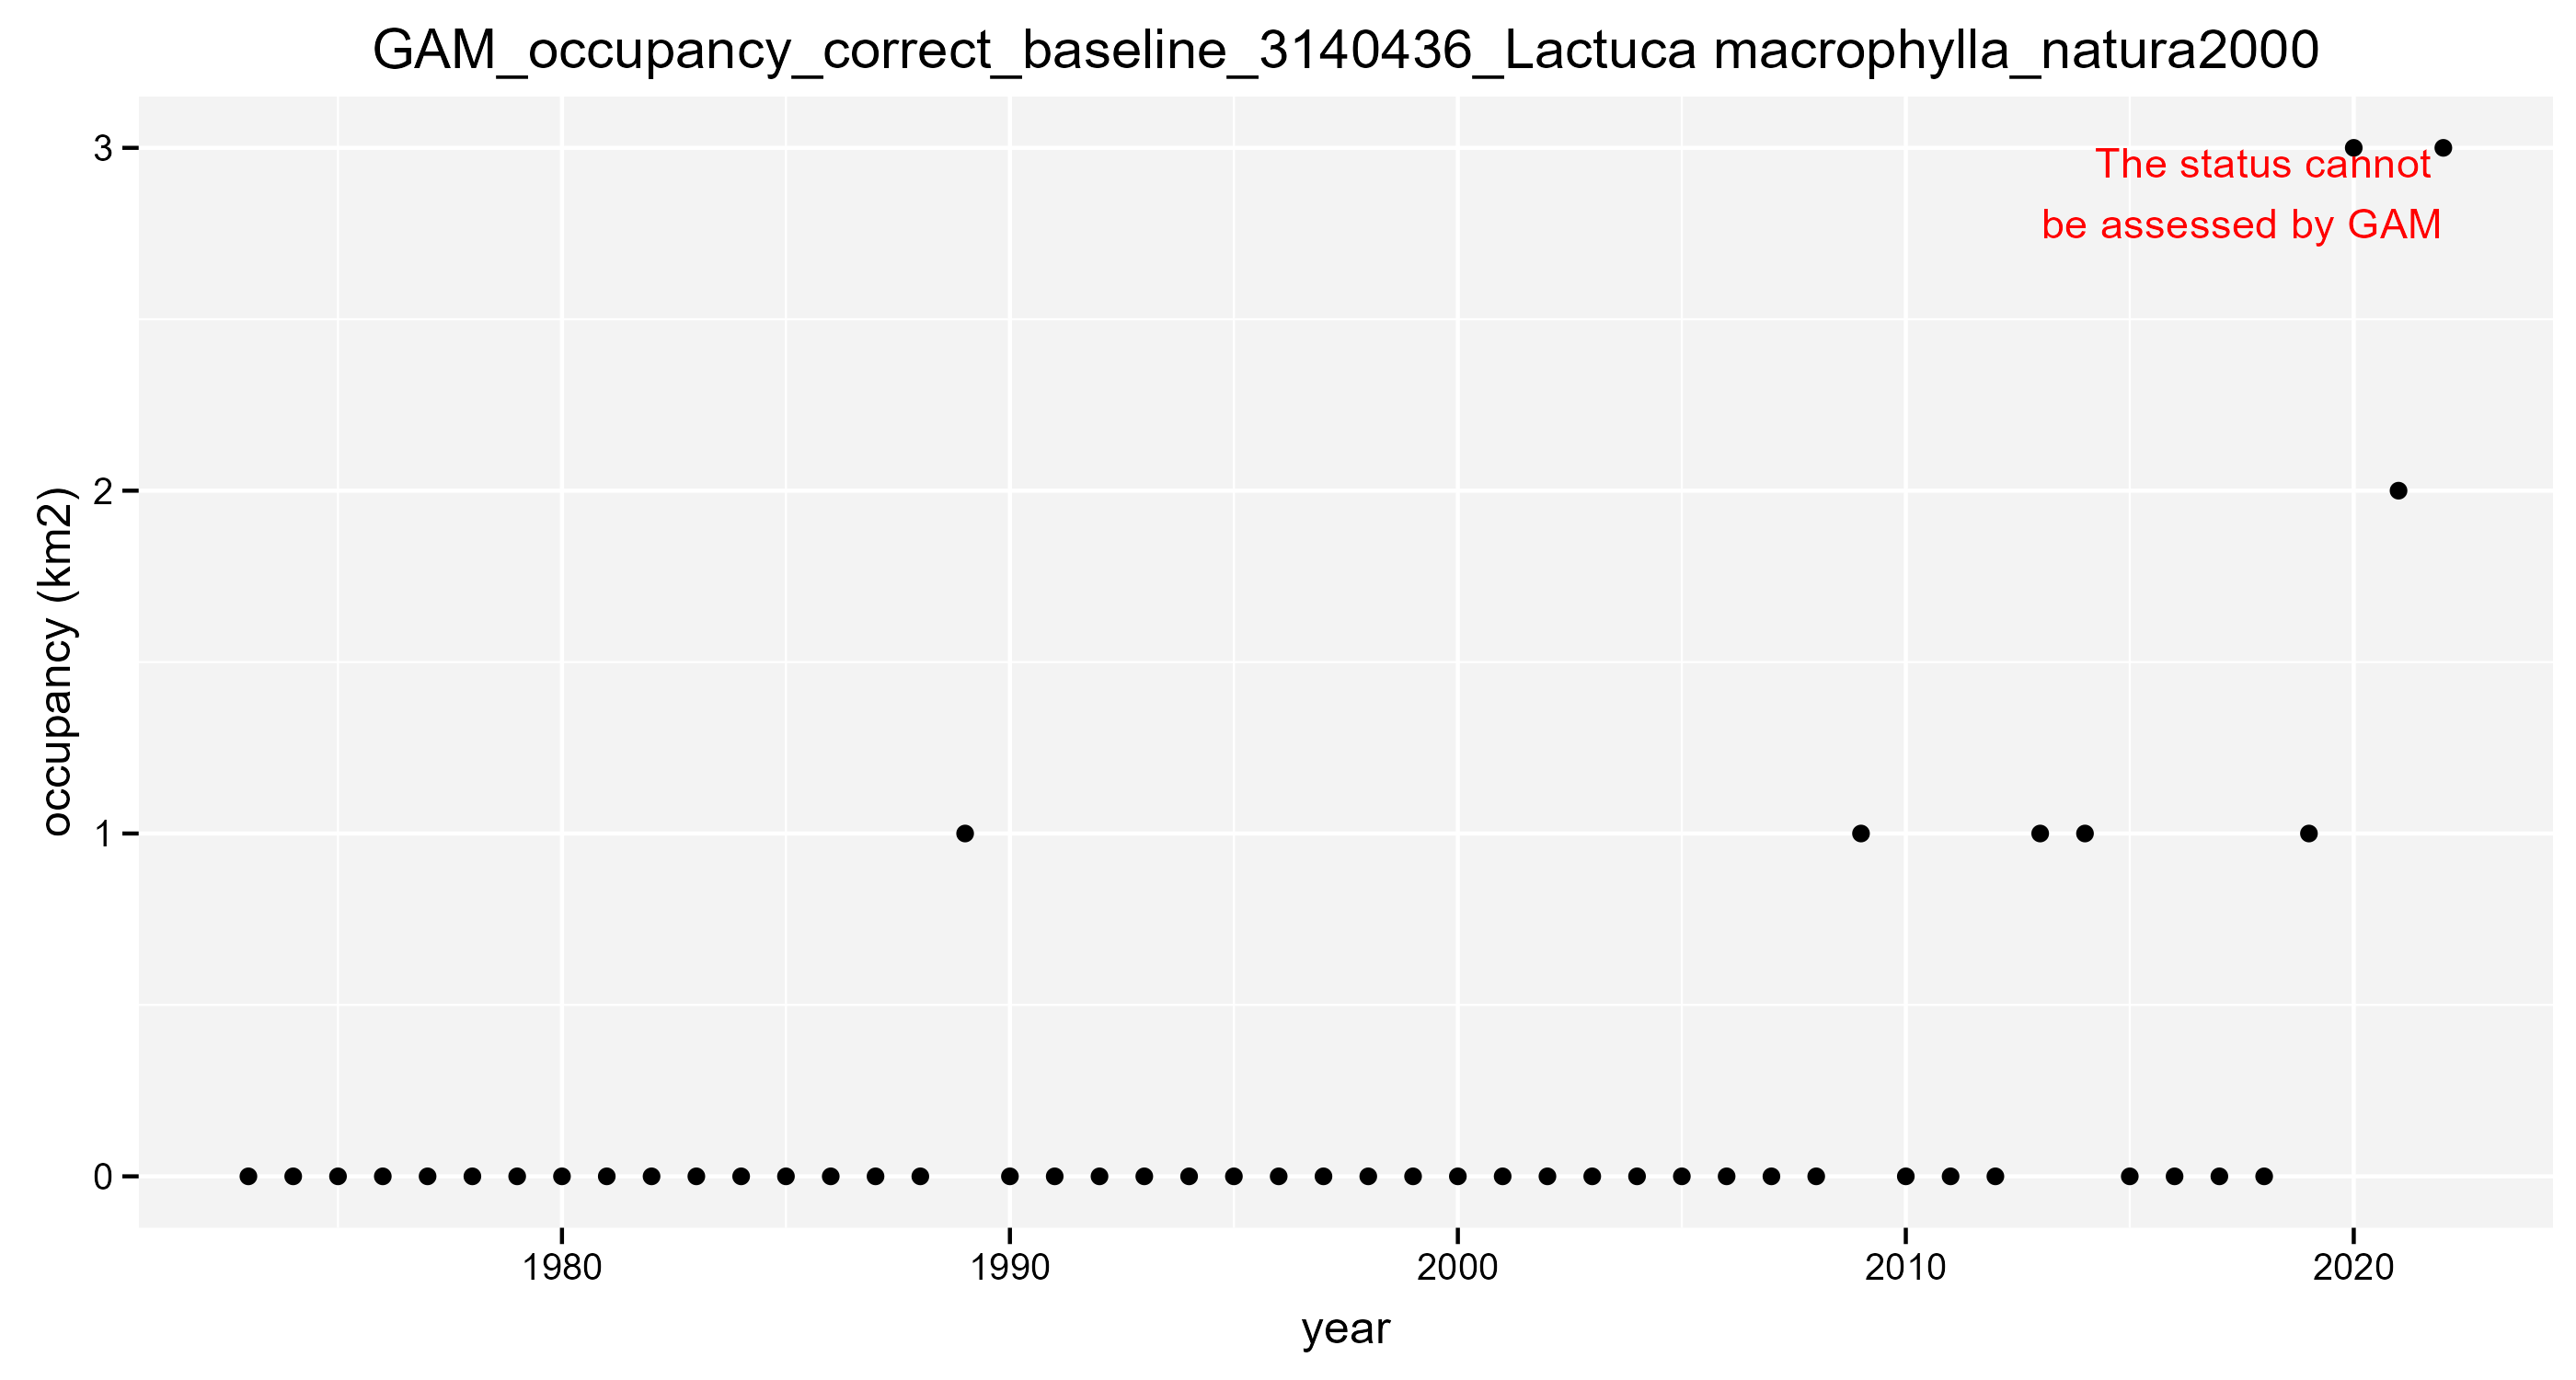 GAM_occupancy_correct_baseline_3140436_Lactuca macrophylla_natura2000
3
The status cannot
be assessed by GAM
2
occupancy (km2)
1
0
1980 1990 2000 2010 2020
year